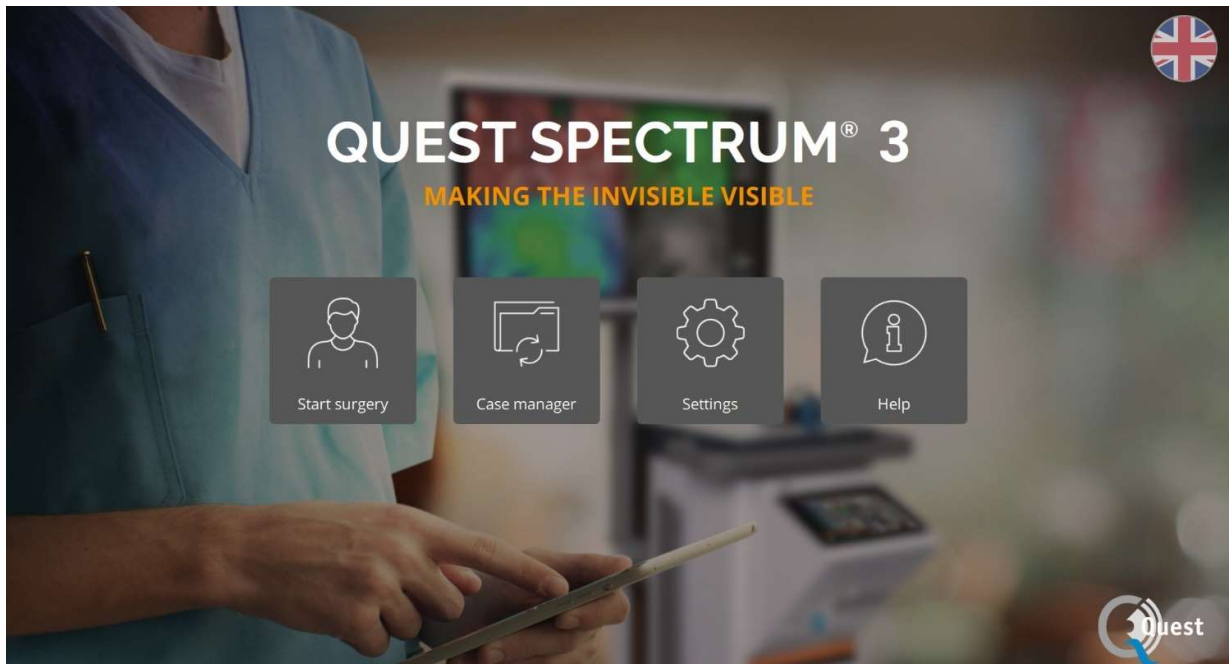 QUEST SPECTRUM® 3
MAKING THE INVISIBLE VISIBLE
Start surgery
Case manager
Settings
Help
Quest